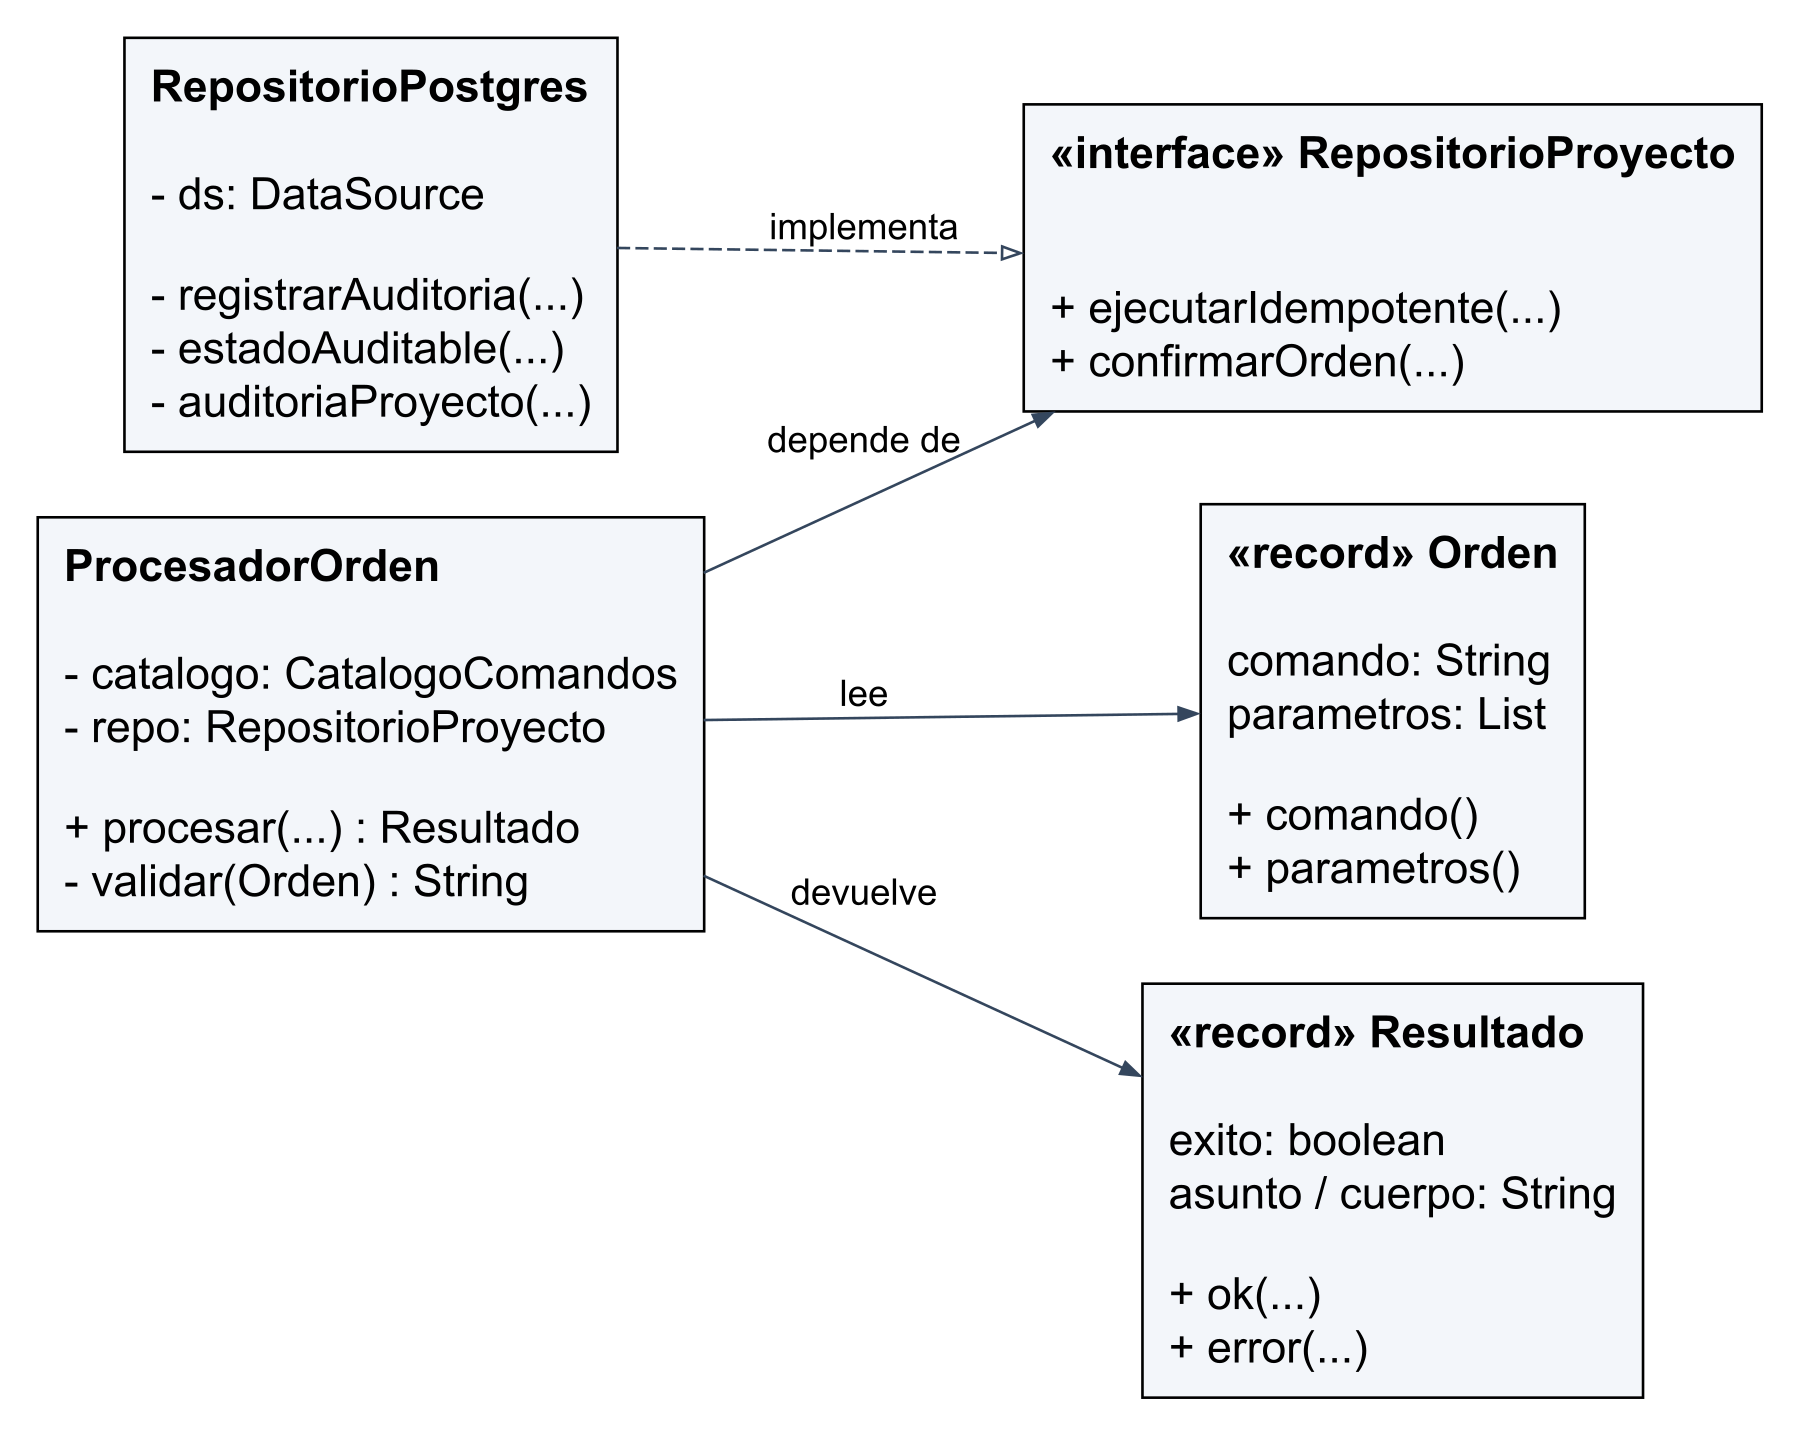 RepositorioPostgres
- ds: DataSource
- registrarAuditoria(...)
- estadoAuditable(...)
- auditoriaProyecto(...)
implementa
«interface» RepositorioProyecto
+ ejecutarIdempotente(...)
+ confirmarOrden(...)
depende de
ProcesadorOrden
- catalogo: CatalogoComandos
- repo: RepositorioProyecto
+ procesar(...) : Resultado
- validar(Orden) : String
lee
«record» Orden
comando: String
parametros: List
+ comando()
+ parametros()
devuelve
«record» Resultado
exito: boolean
asunto / cuerpo: String
+ ok(...)
+ error(...)